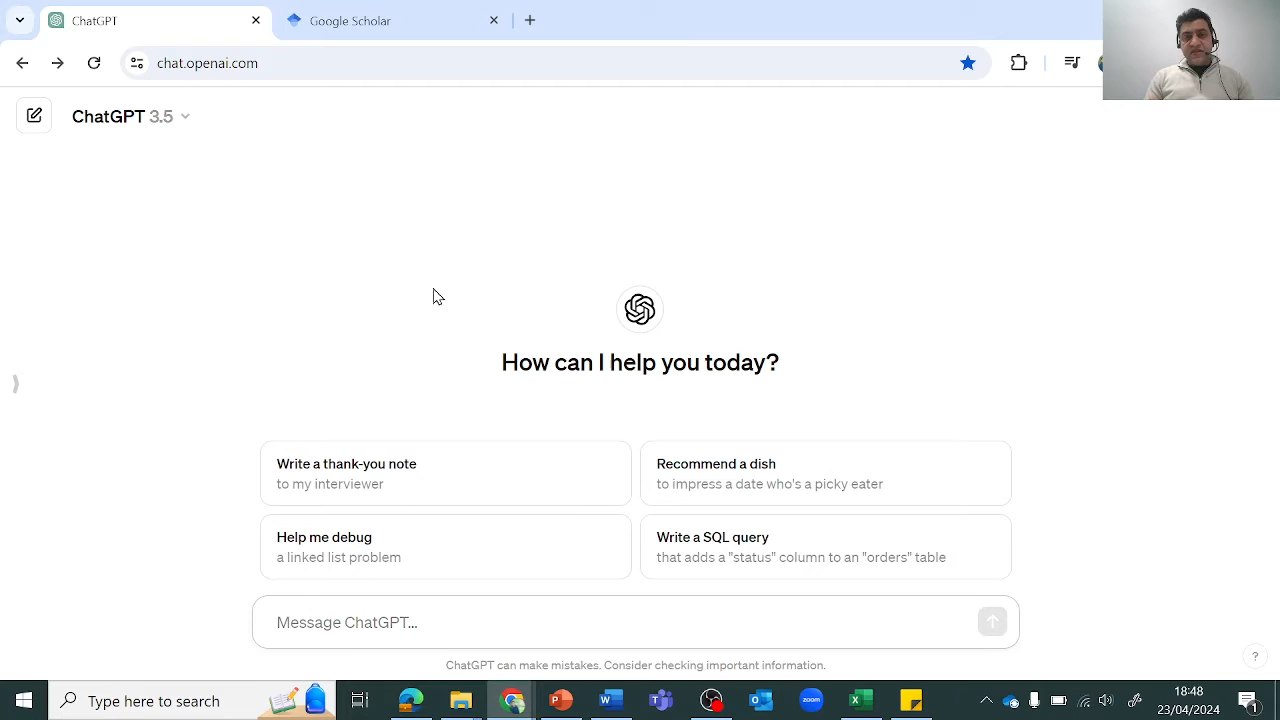 ChatGPT
Google Scholar
chat.openai.com
ChatGPT 3.5
How can I help you today?
Write a thank-you note
to my interviewer
Recommend a dish
to impress a date who's a picky eater
Help me debug
a linked list problem
Write a SQL query
that adds a "status" column to an "orders" table
Message ChatGPT...
ChatGPT can make mistakes. Consider checking important information.
?
Type here to search
zoom
18:48
23/04/2024
1